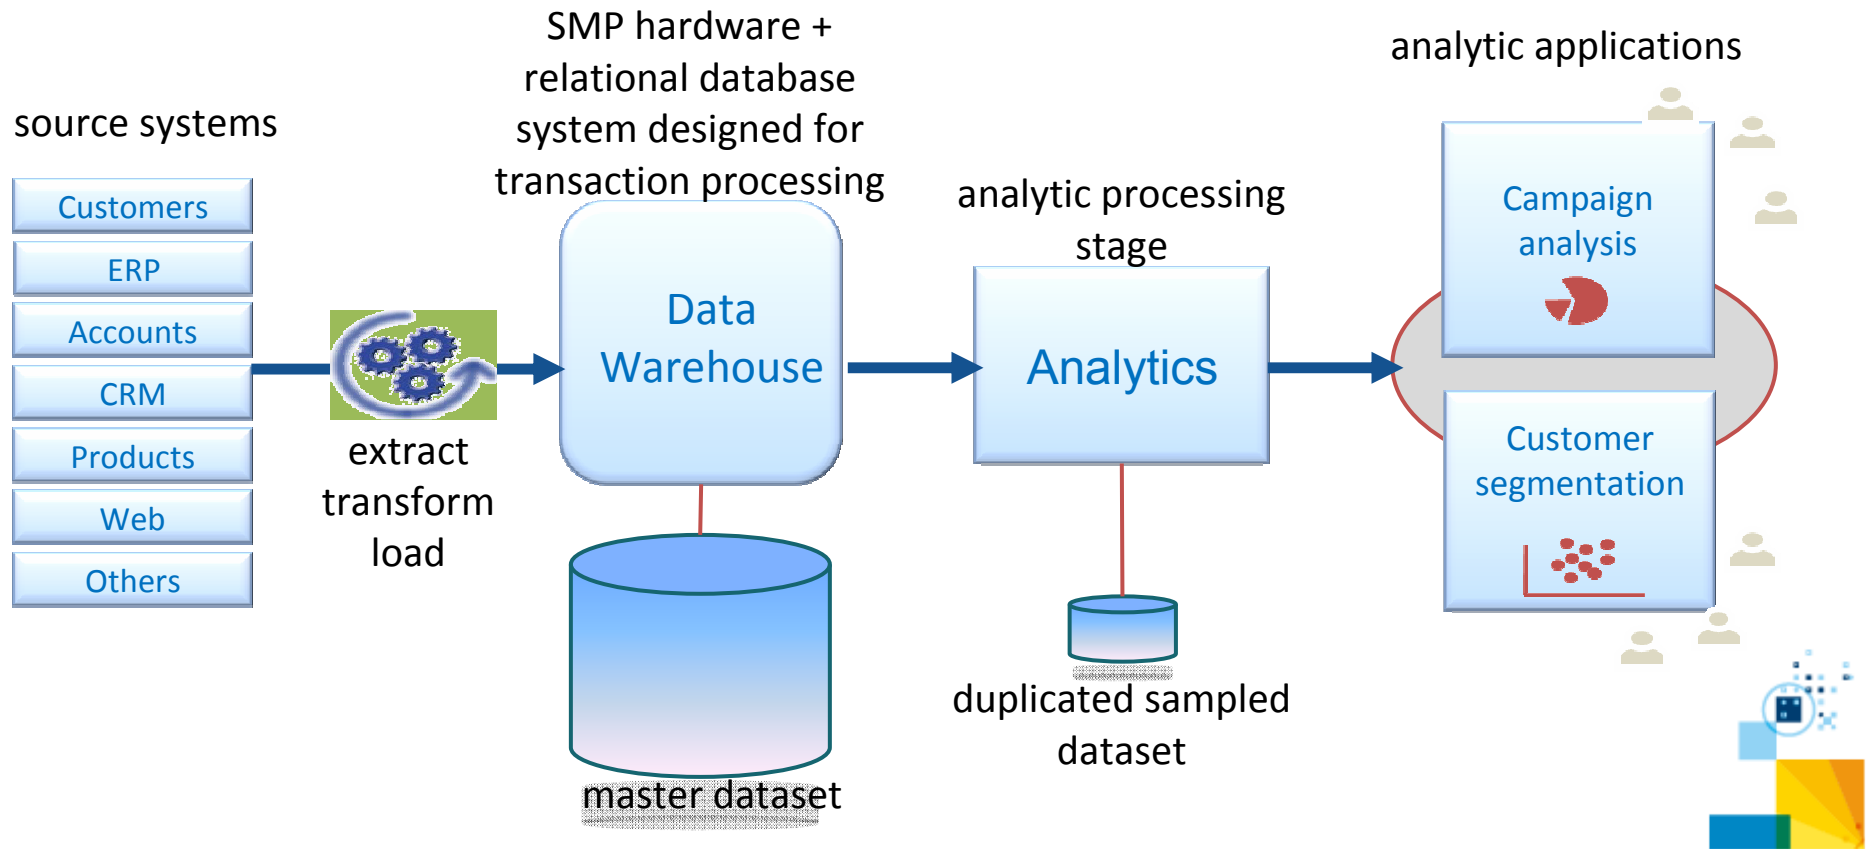 source systems
Customers
ERP
Accounts
CRM
Products
Web
Others
extract
transform
load
SMP hardware +
relational database
system designed for
transaction processing
Data
Warehouse
master dataset
analytic processing
stage
Analytics
duplicated sampled
dataset
analytic applications
Campaign
analysis
Customer
segmentation